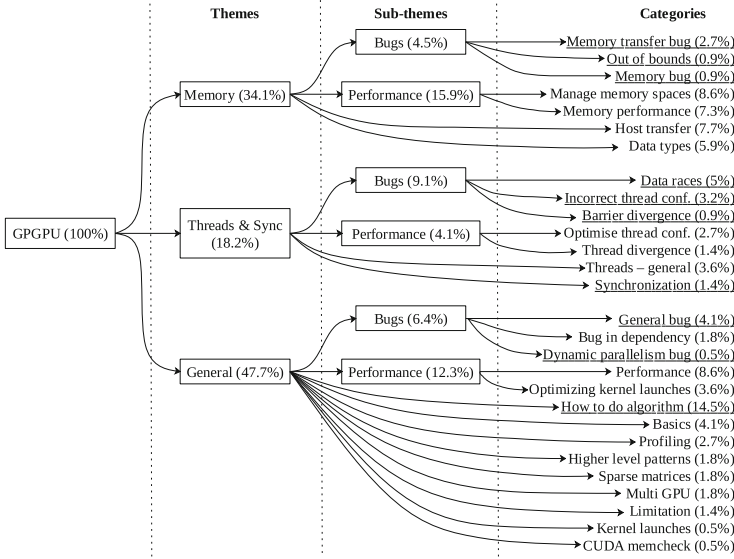 Themes Sub-themes Categories
GPGPU (100%)
Memory (34.1%)
Bugs (4.5%)
Memory transfer bug (2.7%)
Out of bounds (0.9%)
Memory bug (0.9%)
Performance (15.9%)
Manage memory spaces (8.6%)
Memory performance (7.3%)
Host transfer (7.7%)
Data types (5.9%)
Threads & Sync
(18.2%)
Bugs (9.1%)
Data races (5%)
Incorrect thread conf. (3.2%)
Barrier divergence (0.9%)
Performance (4.1%)
Optimise thread conf. (2.7%)
Thread divergence (1.4%)
Threads – general (3.6%)
Synchronization (1.4%)
General (47.7%)
Bugs (6.4%)
General bug (4.1%)
Bug in dependency (1.8%)
Dynamic parallelism bug (0.5%)
Performance (12.3%)
Performance (8.6%)
Optimizing kernel launches (3.6%)
How to do algorithm (14.5%)
Basics (4.1%)
Profiling (2.7%)
Higher level patterns (1.8%)
Sparse matrices (1.8%)
Multi GPU (1.8%)
Limitation (1.4%)
Kernel launches (0.5%)
CUDA memcheck (0.5%)